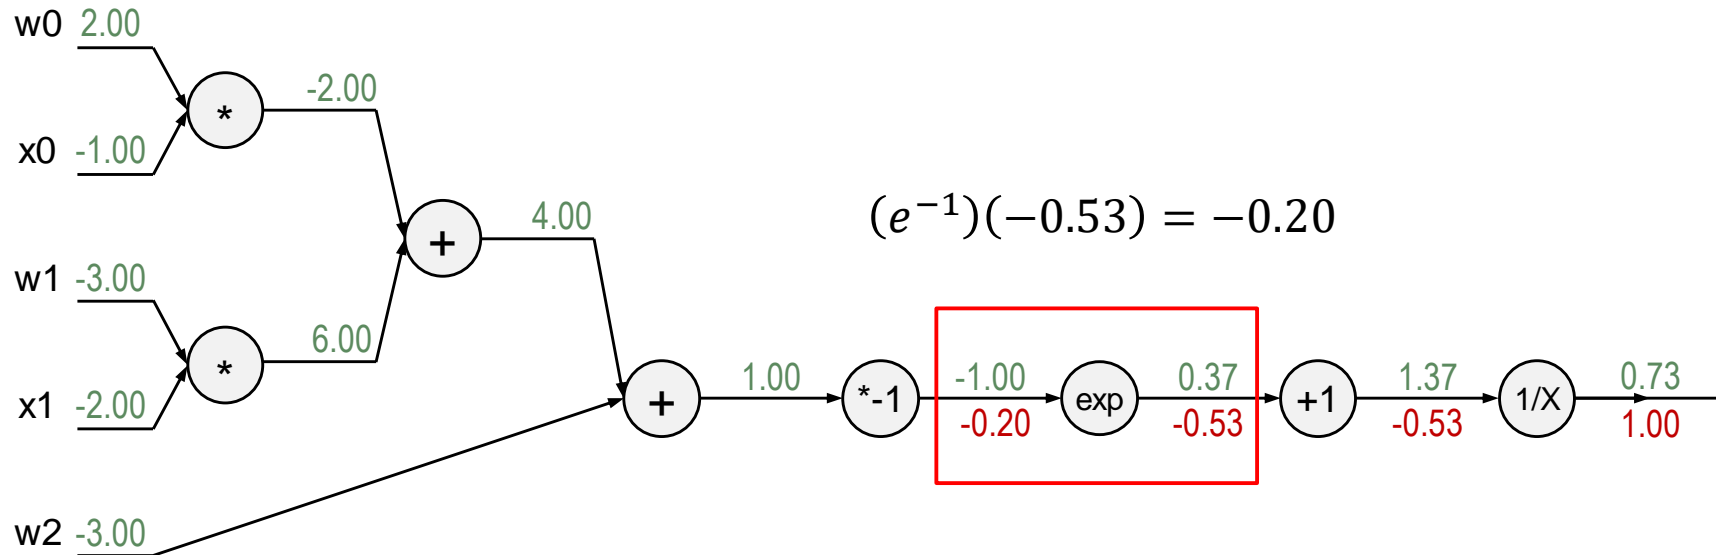 w0 2.00
* -2.00
x0 -1.00
+ 4.00
(e^{-1})(−0.53) = −0.20
w1 -3.00
* 6.00
x1 -2.00
+ 1.00 *-1 -1.00 exp 0.37 +1 1.37 1/X 0.73
-0.20 -0.53 -0.53 1.00
w2 -3.00